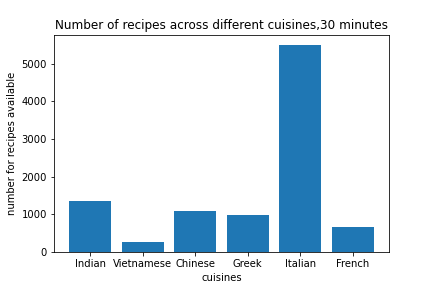 Number of recipes across different cuisines,30 minutes
number for recipes available
5000
4000
3000
2000
1000
0
Indian Vietnamese Chinese Greek Italian French
cuisines